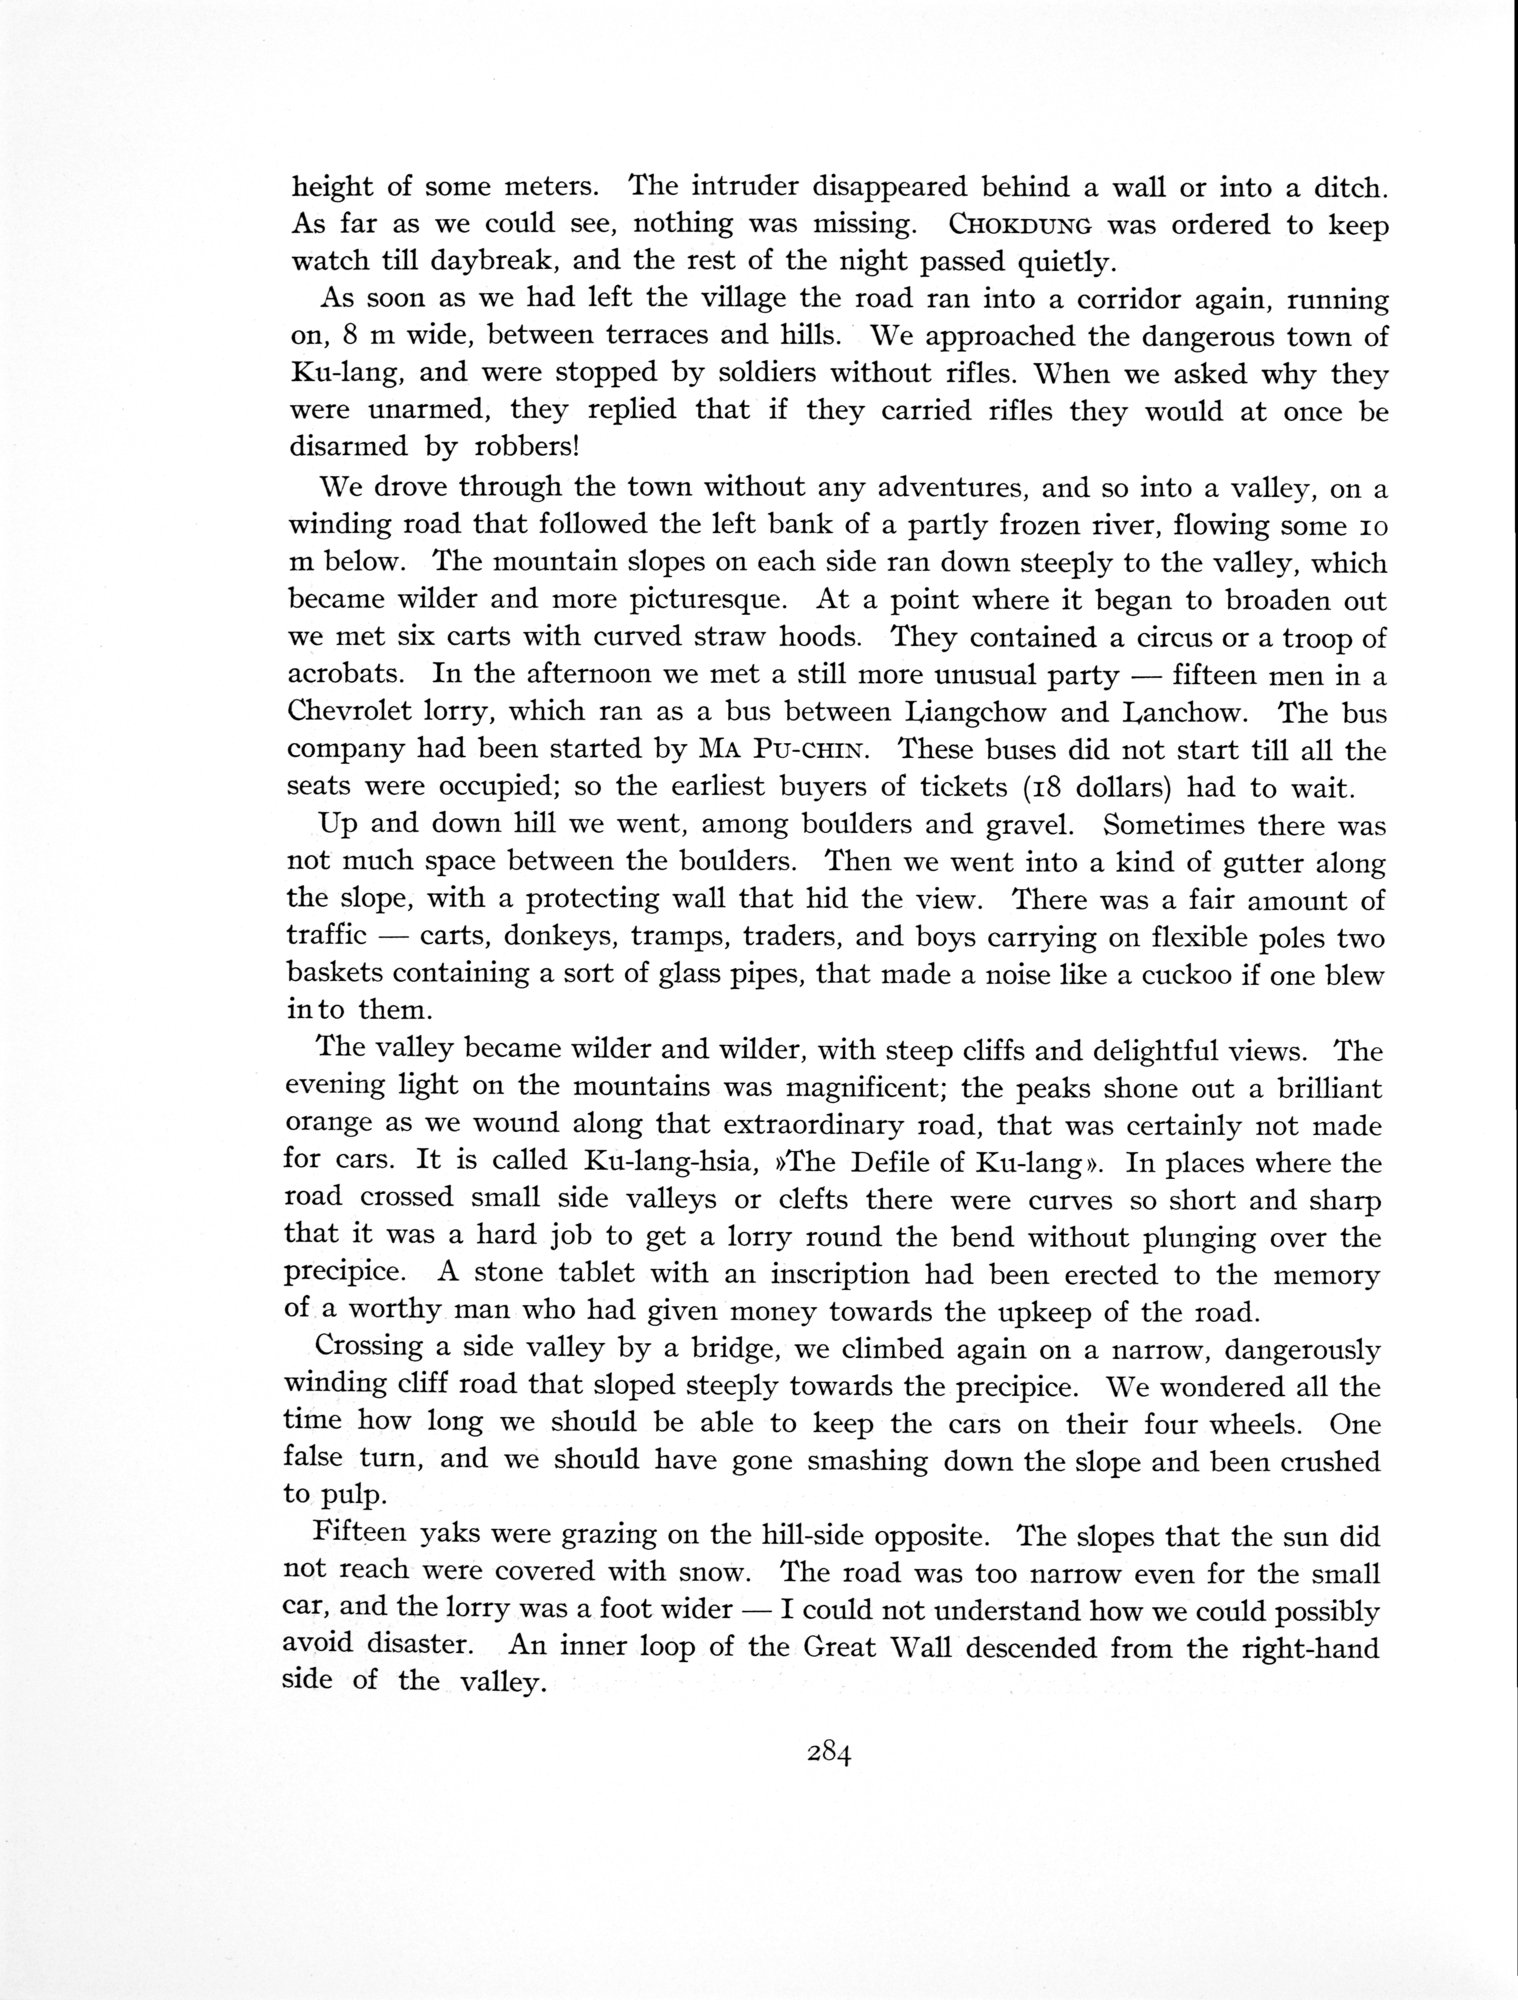 height of some meters. The intruder disappeared behind a wall or into a ditch.
As far as we could see, nothing was missing. CHOKDUNG was ordered to keep
watch till daybreak, and the rest of the night passed quietly.
As soon as we had left the village the road ran into a corridor again, running
on, 8 m wide, between terraces and hills. We approached the dangerous town of
Ku-lang, and were stopped by soldiers without rifles. When we asked why they
were unarmed, they replied that if they carried rifles they would at once be
disarmed by robbers!
We drove through the town without any adventures, and so into a valley, on a
winding road that followed the left bank of a partly frozen river, flowing some 10
m below. The mountain slopes on each side ran down steeply to the valley, which
became wilder and more picturesque. At a point where it began to broaden out
we met six carts with curved straw hoods. They contained a circus or a troop of
acrobats. In the afternoon we met a still more unusual party — fifteen men in a
Chevrolet lorry, which ran as a bus between Liangchow and Lanchow. The bus
company had been started by MA PU-CHIN. These buses did not start till all the
seats were occupied; so the earliest buyers of tickets (18 dollars) had to wait.
Up and down hill we went, among boulders and gravel. Sometimes there was
not much space between the boulders. Then we went into a kind of gutter along
the slope, with a protecting wall that hid the view. There was a fair amount of
traffic — carts, donkeys, tramps, traders, and boys carrying on flexible poles two
baskets containing a sort of glass pipes, that made a noise like a cuckoo if one blew
into them.
The valley became wilder and wilder, with steep cliffs and delightful views. The
evening light on the mountains was magnificent; the peaks shone out a brilliant
orange as we wound along that extraordinary road, that was certainly not made
for cars. It is called Ku-lang-hsia, »The Defile of Ku-lang». In places where the
road crossed small side valleys or clefts there were curves so short and sharp
that it was a hard job to get a lorry round the bend without plunging over the
precipice. A stone tablet with an inscription had been erected to the memory
of a worthy man who had given money towards the upkeep of the road.
Crossing a side valley by a bridge, we climbed again on a narrow, dangerously
winding cliff road that sloped steeply towards the precipice. We wondered all the
time how long we should be able to keep the cars on their four wheels. One
false turn, and we should have gone smashing down the slope and been crushed
to pulp.
Fifteen yaks were grazing on the hill-side opposite. The slopes that the sun did
not reach were covered with snow. The road was too narrow even for the small
car, and the lorry was a foot wider — I could not understand how we could possibly
avoid disaster. An inner loop of the Great Wall descended from the right-hand
side of the valley.
284